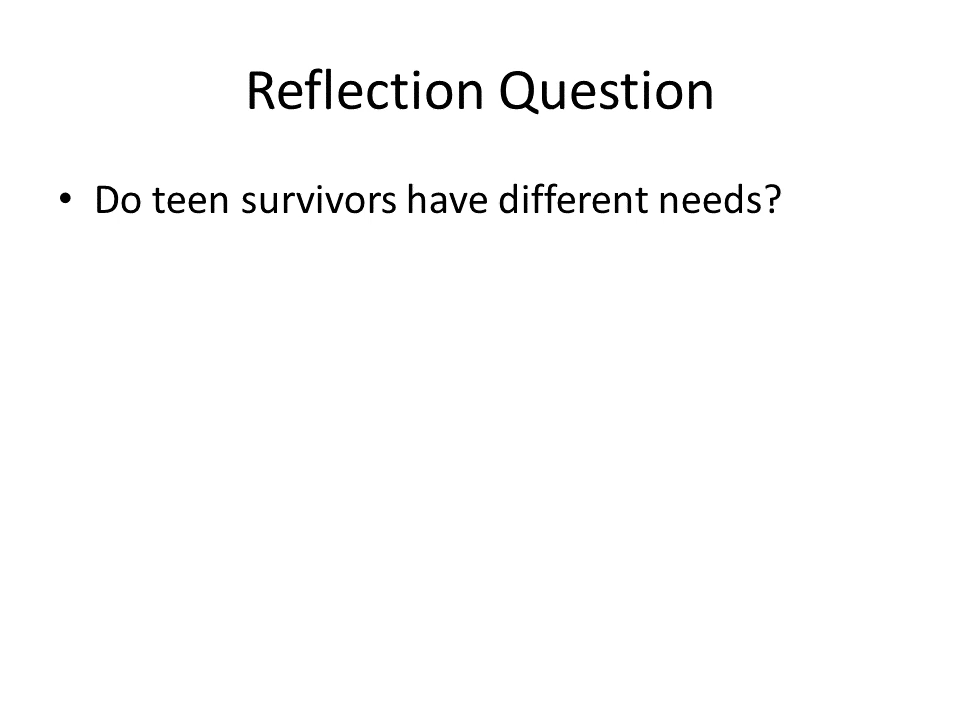 Reflection Question
• Do teen survivors have different needs?